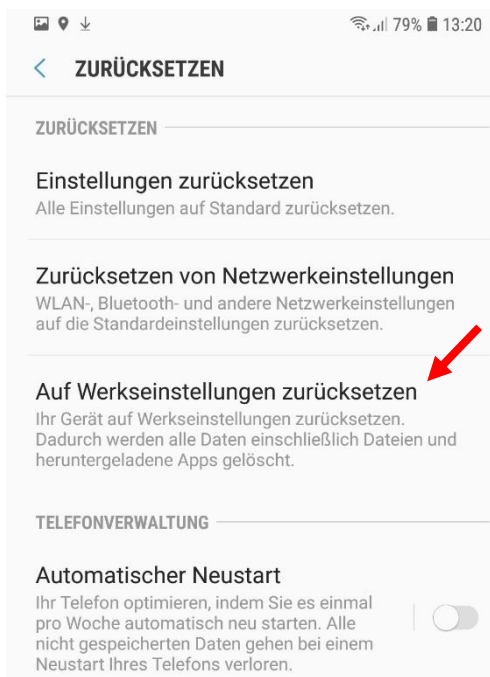 79% 13:20
ZURÜCKSETZEN
ZURÜCKSETZEN
Einstellungen zurücksetzen
Alle Einstellungen auf Standard zurücksetzen.
Zurücksetzen von Netzwerkeinstellungen
WLAN-, Bluetooth- und andere Netzwerkeinstellungen
auf die Standardeinstellungen zurücksetzen.
Auf Werkseinstellungen zurücksetzen
Ihr Gerät auf Werkseinstellungen zurücksetzen.
Dadurch werden alle Daten einschließlich Dateien und
heruntergeladene Apps gelöscht.
TELEFONVERWALTUNG
Automatischer Neustart
Ihr Telefon optimieren, indem Sie es einmal
pro Woche automatisch neu starten. Alle
nicht gespeicherten Daten gehen bei einem
Neustart Ihres Telefons verloren.